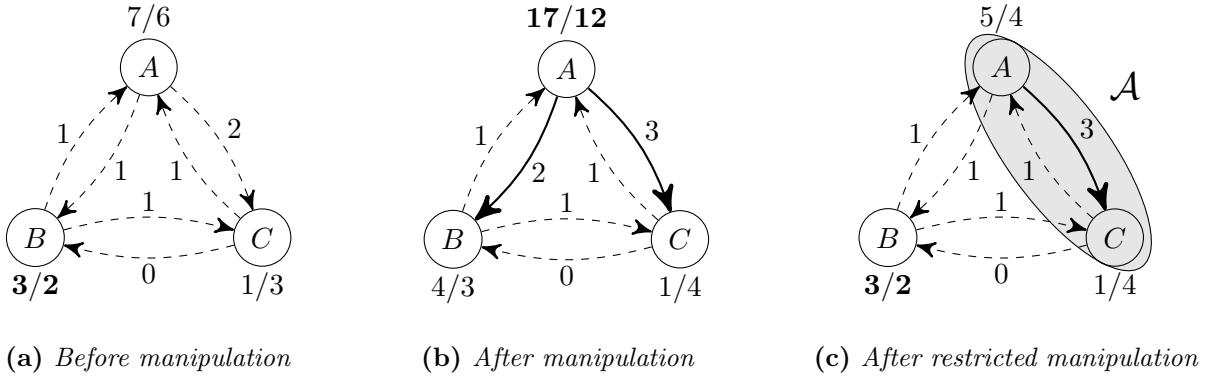 7/6
A
1
2
1
1
1
B
C
0
3/2
1/3
(a) Before manipulation
17/12
A
1
3
2
1
1
B
C
0
4/3
1/4
(b) After manipulation
5/4
A
𝒜
1
3
1
1
1
B
C
0
3/2
1/4
(c) After restricted manipulation